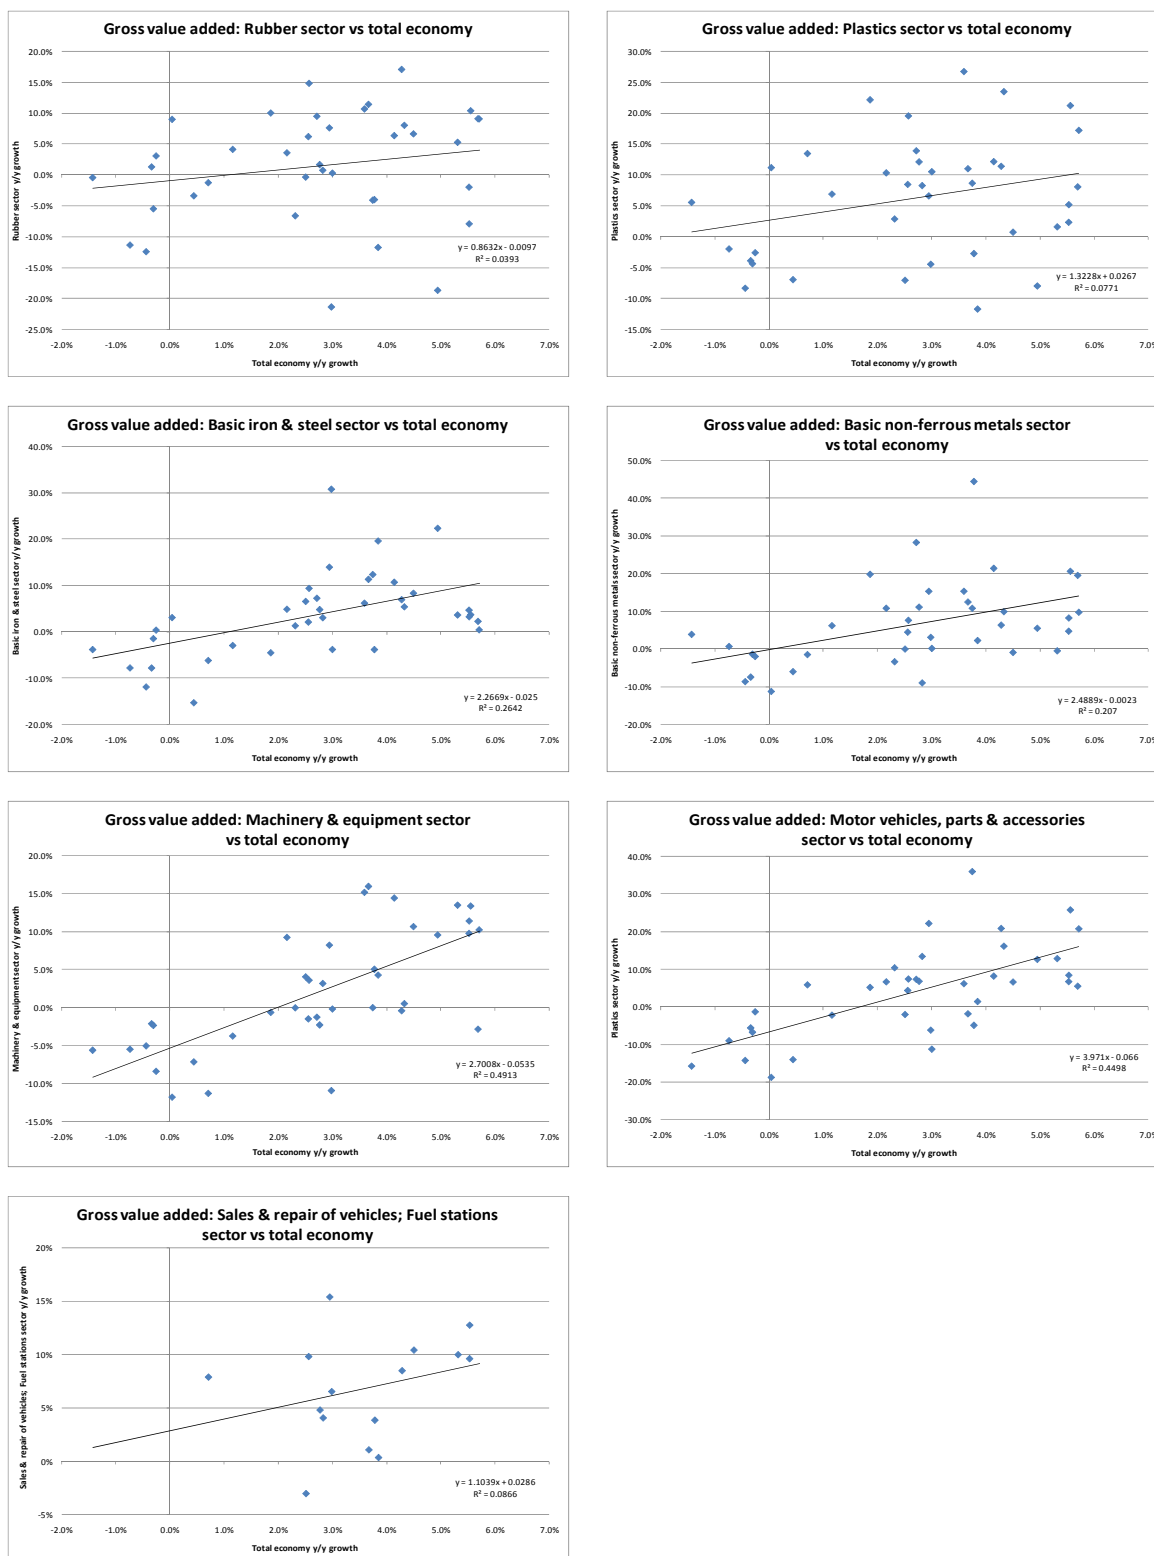 Gross value added: Rubber sector vs total economy
20.0%
15.0%
10.0%
5.0%
0.0%
-5.0%
-10.0%
-15.0%
-20.0%
-25.0%
Rubber sector y/y growth
y = 0.8632x - 0.0097
R² = 0.0393
-2.0% -1.0% 0.0% 1.0% 2.0% 3.0% 4.0% 5.0% 6.0% 7.0%
Total economy y/y growth
Gross value added: Plastics sector vs total economy
30.0%
25.0%
20.0%
15.0%
10.0%
5.0%
0.0%
-5.0%
-10.0%
-15.0%
Plastics sector y/y growth
y = 1.3228x + 0.0267
R² = 0.0771
-2.0% -1.0% 0.0% 1.0% 2.0% 3.0% 4.0% 5.0% 6.0% 7.0%
Total economy y/y growth
Gross value added: Basic iron & steel sector vs total economy
40.0%
30.0%
20.0%
10.0%
0.0%
-10.0%
-20.0%
Basic iron & steel sector y/y growth
y = 2.2669x - 0.025
R² = 0.2642
-2.0% -1.0% 0.0% 1.0% 2.0% 3.0% 4.0% 5.0% 6.0% 7.0%
Total economy y/y growth
Gross value added: Basic non-ferrous metals sector
vs total economy
50.0%
40.0%
30.0%
20.0%
10.0%
0.0%
-10.0%
-20.0%
Basic non-ferrous metals sector y/y growth
y = 2.4889x - 0.0023
R² = 0.207
-2.0% -1.0% 0.0% 1.0% 2.0% 3.0% 4.0% 5.0% 6.0% 7.0%
Total economy y/y growth
Gross value added: Machinery & equipment sector
vs total economy
20.0%
15.0%
10.0%
5.0%
0.0%
-5.0%
-10.0%
-15.0%
Machinery & equipment sector y/y growth
y = 2.7008x - 0.0535
R² = 0.4913
-2.0% -1.0% 0.0% 1.0% 2.0% 3.0% 4.0% 5.0% 6.0% 7.0%
Total economy y/y growth
Gross value added: Motor vehicles, parts & accessories
sector vs total economy
40.0%
30.0%
20.0%
10.0%
0.0%
-10.0%
-20.0%
-30.0%
Plastics sector y/y growth
y = 3.971x - 0.066
R² = 0.4498
-2.0% -1.0% 0.0% 1.0% 2.0% 3.0% 4.0% 5.0% 6.0% 7.0%
Total economy y/y growth
Gross value added: Sales & repair of vehicles; Fuel stations
sector vs total economy
20%
15%
10%
5%
0%
-5%
Sales & repair of vehicles; Fuel stations sector y/y growth
y = 1.1039x + 0.0286
R² = 0.0866
-2.0% -1.0% 0.0% 1.0% 2.0% 3.0% 4.0% 5.0% 6.0% 7.0%
Total economy y/y growth